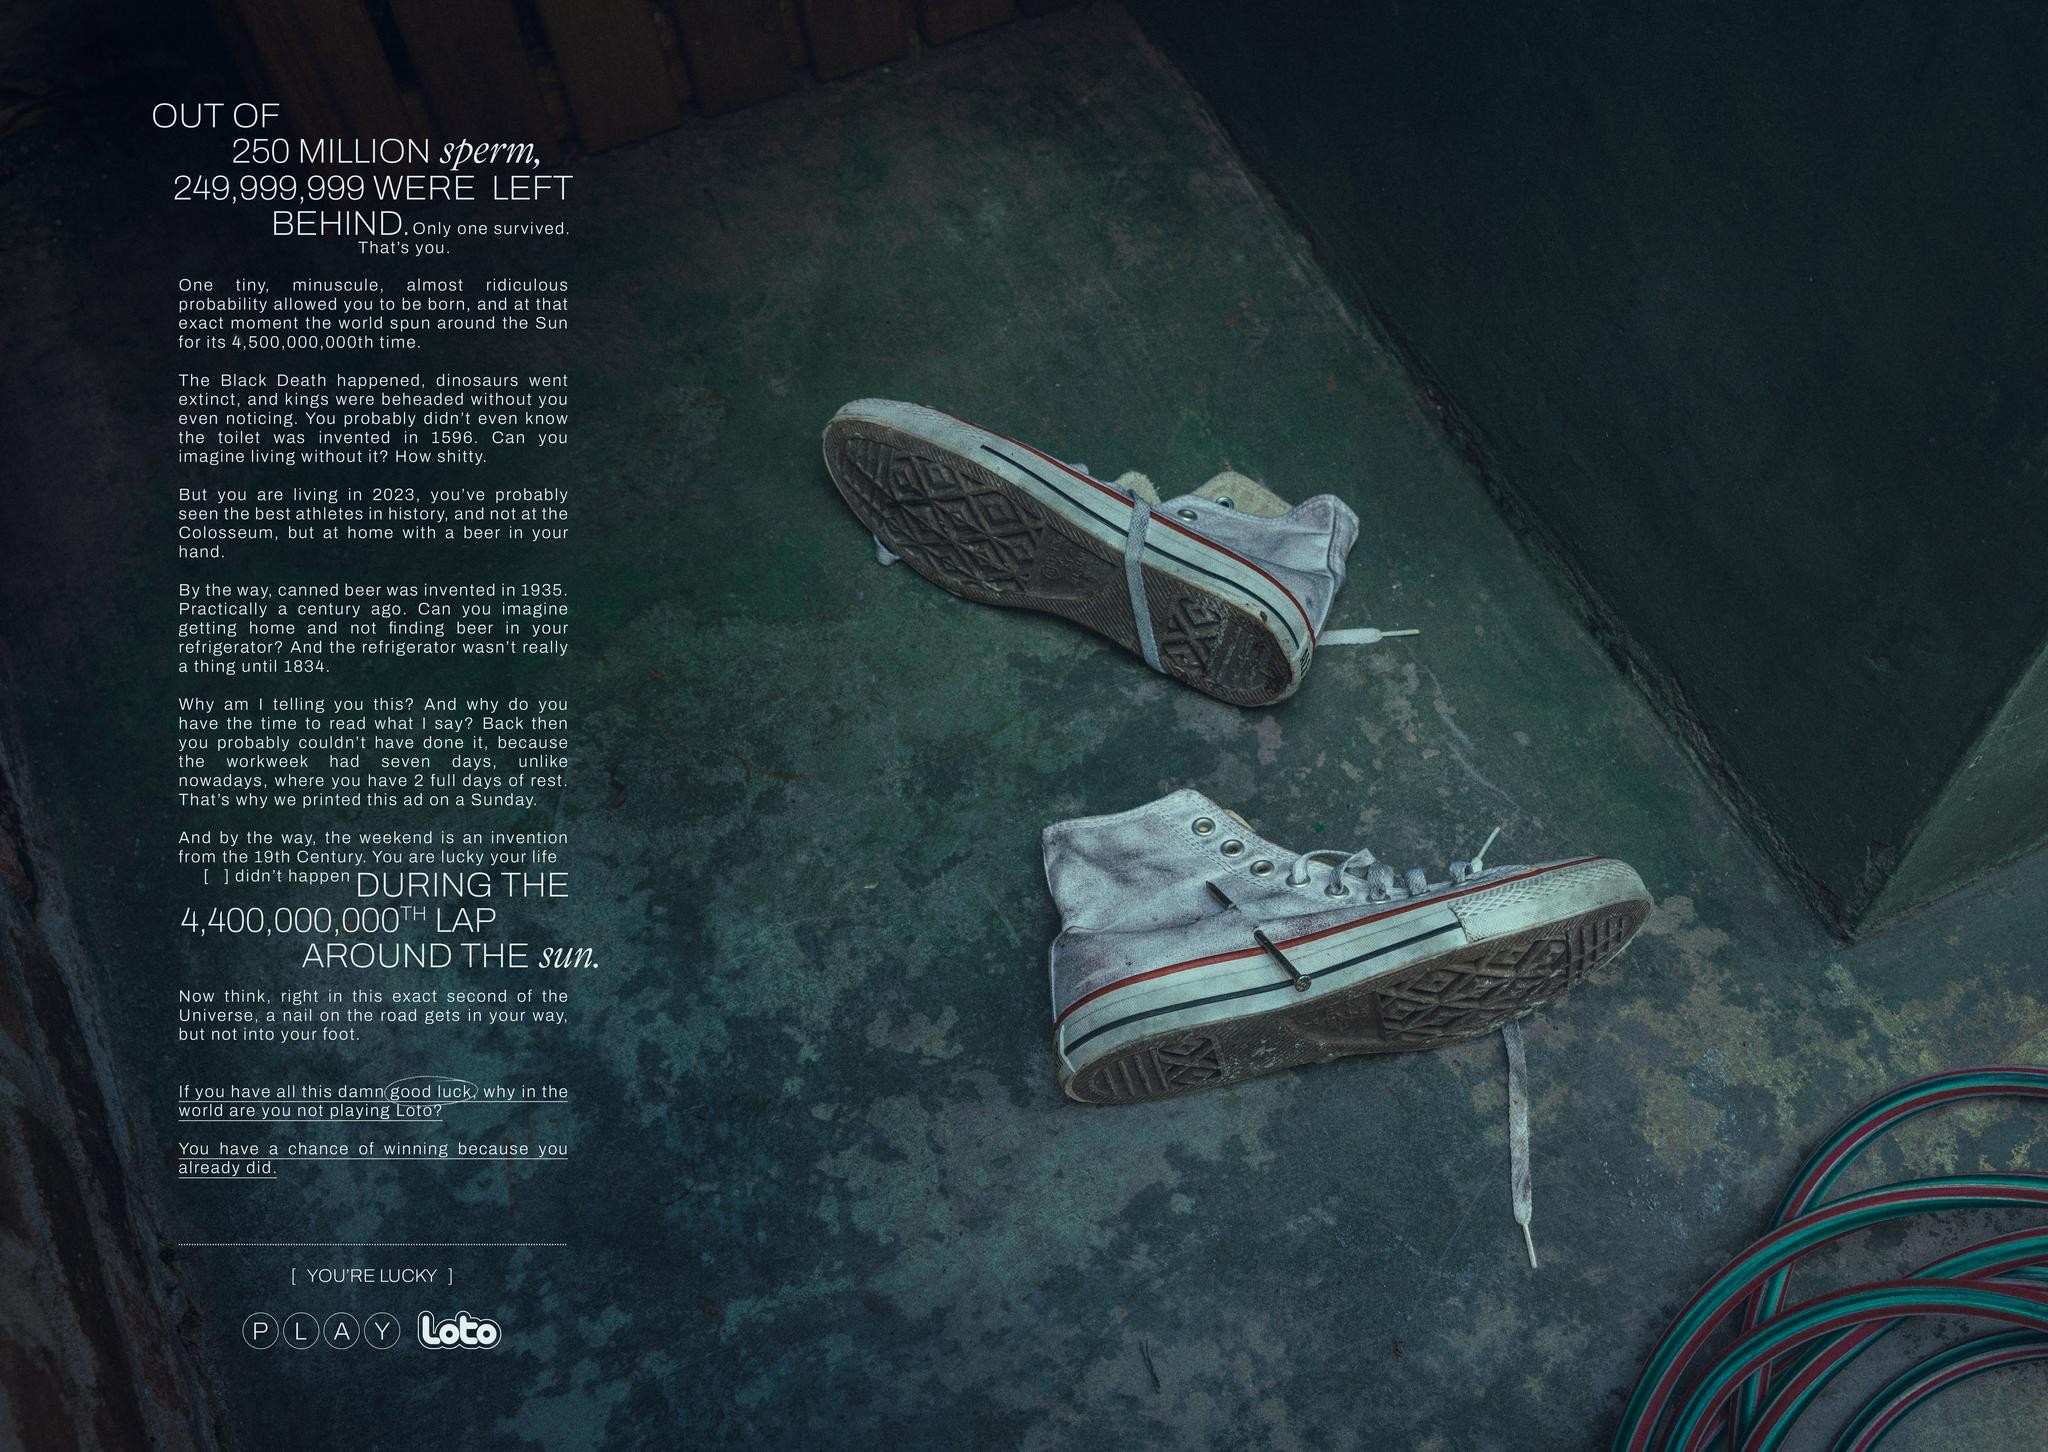 OUT OF
250 MILLION sperm,
249,999,999 WERE LEFT
BEHIND. Only one survived.
That's you.
One tiny, minuscule, almost ridiculous
probability allowed you to be born, and at that
exact moment the world spun around the Sun
for its 4,500,000,000th time.
The Black Death happened, dinosaurs went
extinct, and kings were beheaded without you
even noticing. You probably didn't even know
the toilet was invented in 1596. Can you
imagine living without it? How shitty.
But you are living in 2023, you've probably
seen the best athletes in history, and not at the
Colosseum, but at home with a beer in your
hand.
By the way, canned beer was invented in 1935.
Practically a century ago. Can you imagine
getting home and not finding beer in your
refrigerator? And the refrigerator wasn't really
a thing until 1834.
Why am I telling you this? And why do you
have the time to read what I say? Back then
you probably couldn't have done it, because
the workweek had seven days, unlike
nowadays, where you have 2 full days of rest.
That's why we printed this ad on a Sunday.
And by the way, the weekend is an invention
from the 19th Century. You are lucky your life
[ ] didn't happen DURING THE
4,400,000,000TH LAP
AROUND THE sun.
Now think, right in this exact second of the
Universe, a nail on the road gets in your way,
but not into your foot.
If you have all this damn good luck, why in the
world are you not playing Loto?
You have a chance of winning because you
already did.
[ YOU'RE LUCKY ]
PLAY Loto